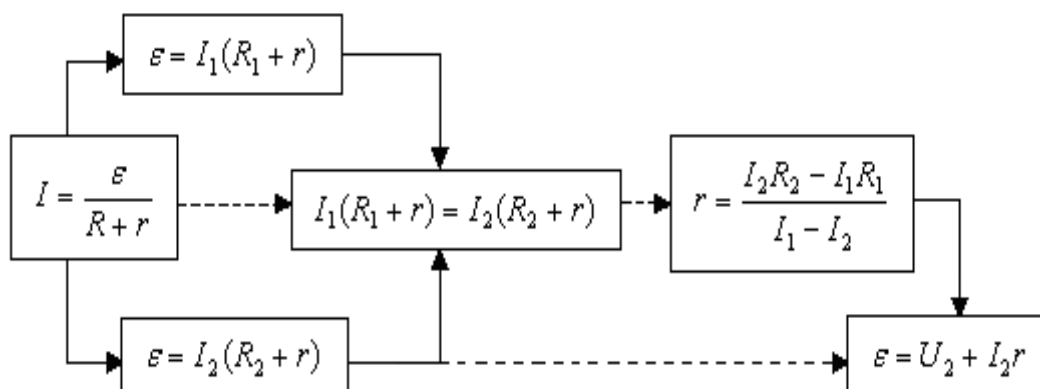 ε = I₁(R₁ + r)
I = ε / (R + r)
I₁(R₁ + r) = I₂(R₂ + r)
r = (I₂R₂ − I₁R₁) / (I₁ − I₂)
ε = I₂(R₂ + r)
ε = U₂ + I₂r